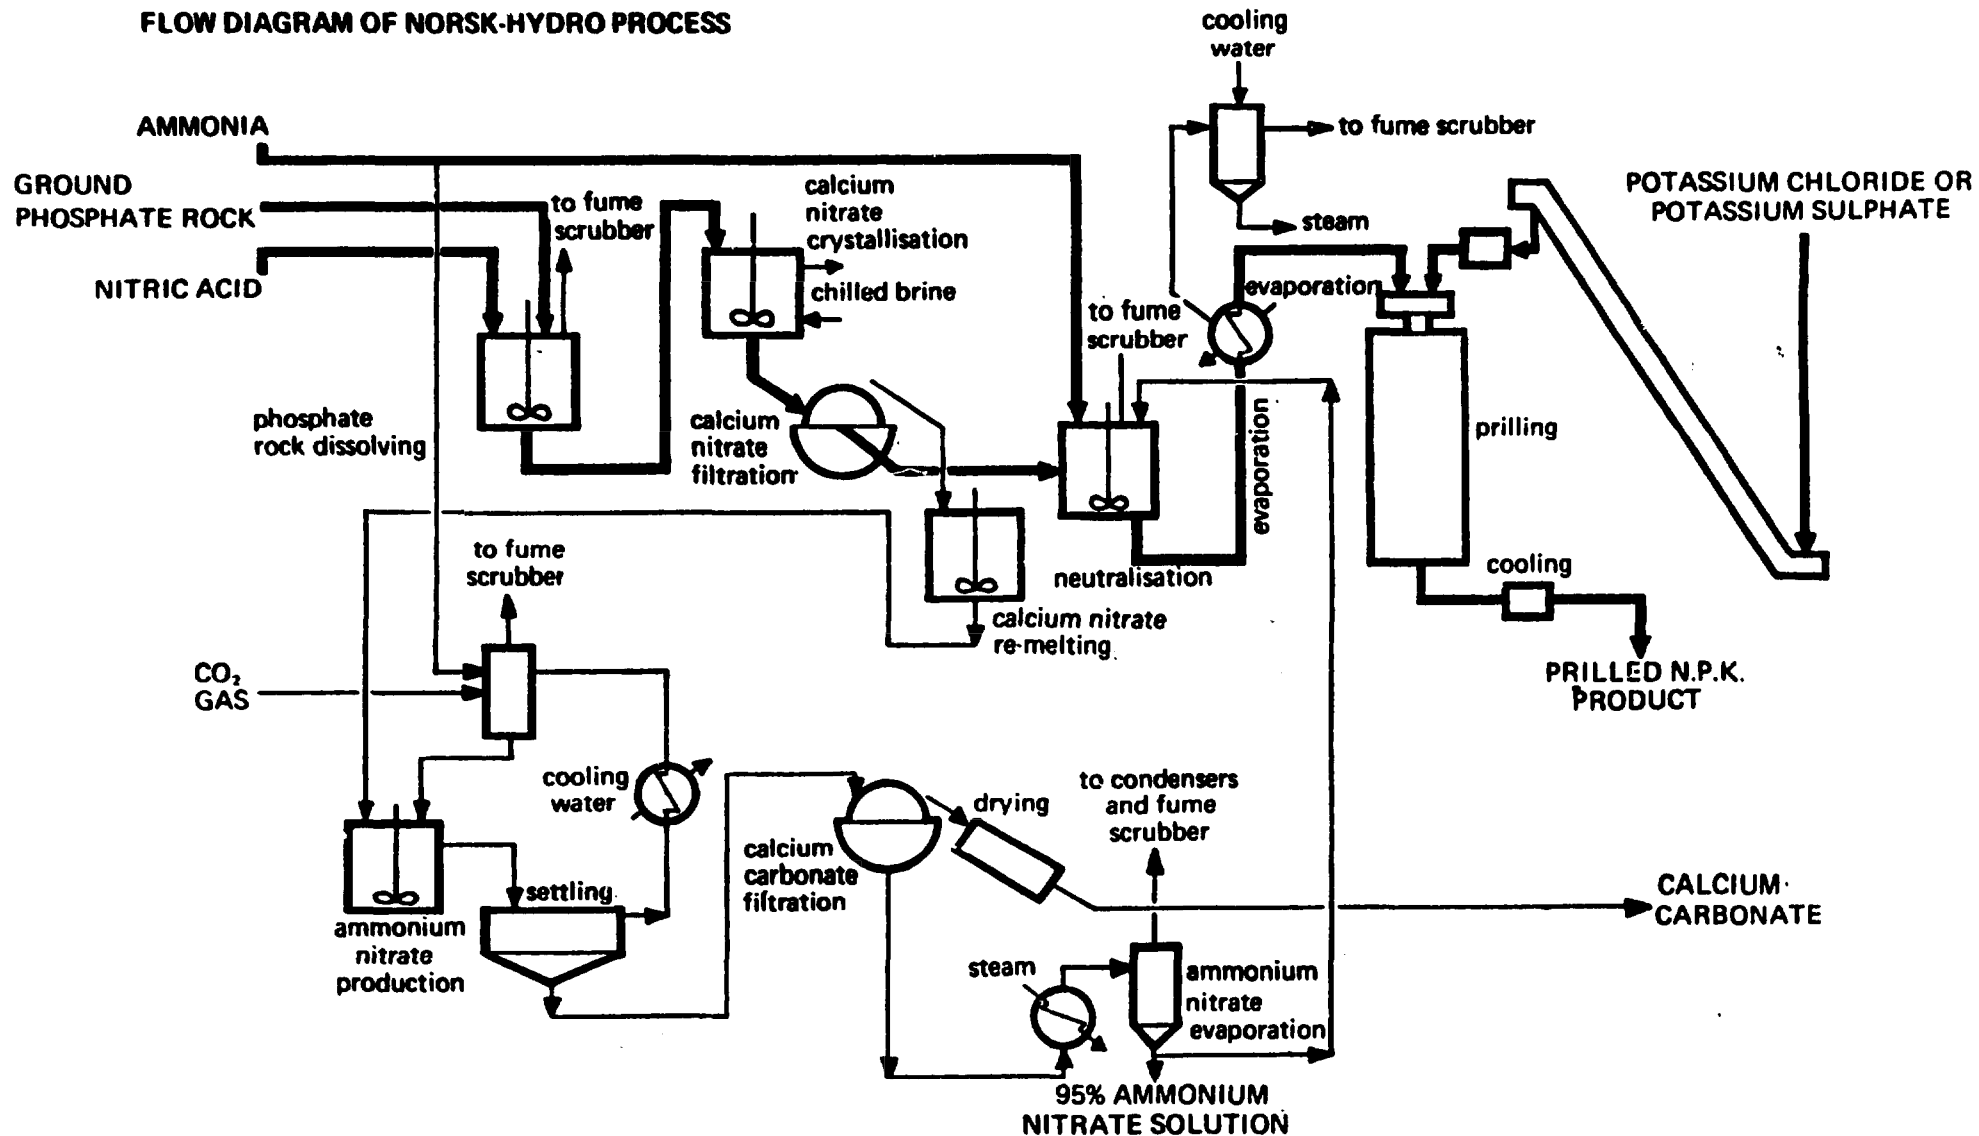 FLOW DIAGRAM OF NORSK-HYDRO PROCESS
cooling
water
AMMONIA
to fume scrubber
GROUND
PHOSPHATE ROCK
NITRIC ACID
to fume
scrubber
calcium
nitrate
crystallisation
chilled brine
steam
POTASSIUM CHLORIDE OR
POTASSIUM SULPHATE
evaporation
to fume
scrubber
phosphate
rock dissolving
calcium
nitrate
filtration
evaporation
prilling
to fume
scrubber
neutralisation
cooling
calcium nitrate
re-melting
CO₂
GAS
PRILLED N.P.K.
PRODUCT
cooling
water
to condensers
and fume
scrubber
drying
calcium
carbonate
filtration
settling
ammonium
nitrate
production
CALCIUM
CARBONATE
steam
ammonium
nitrate
evaporation
95% AMMONIUM
NITRATE SOLUTION